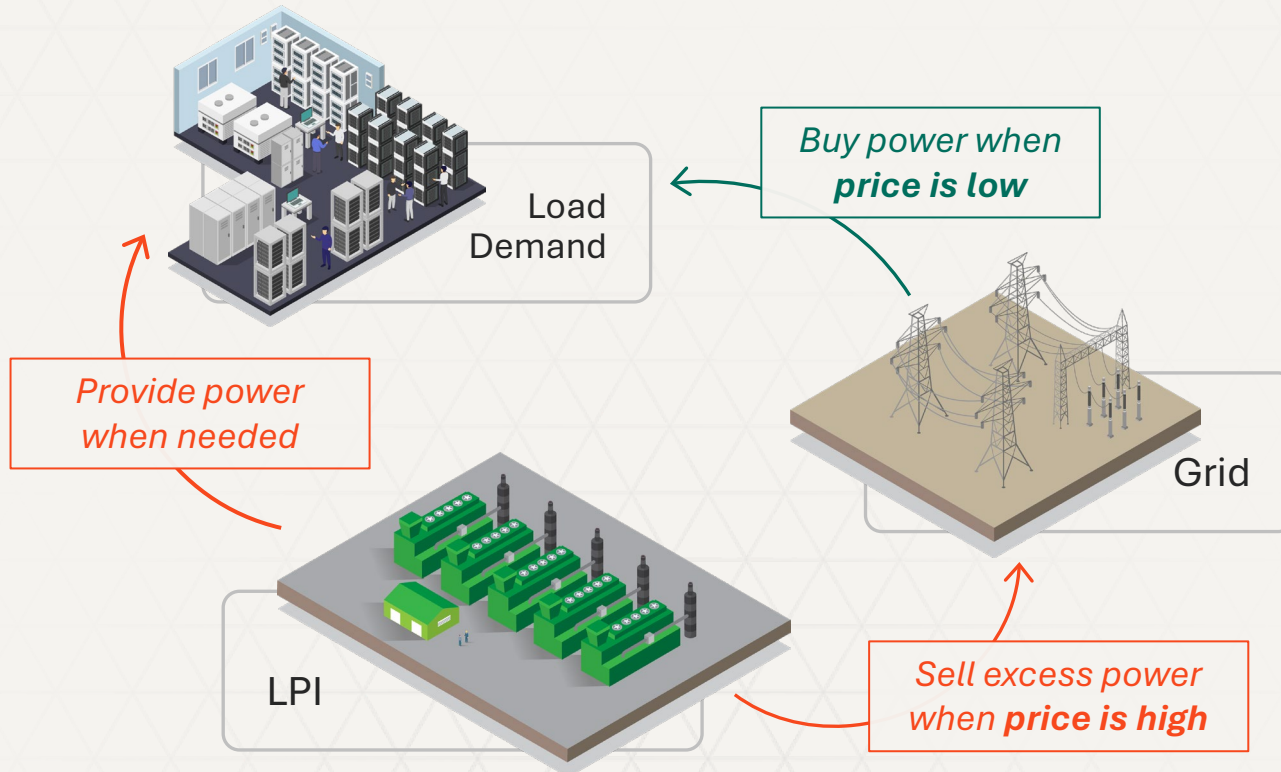 Load
Demand
Buy power when
price is low
Provide power
when needed
Grid
LPI
Sell excess power
when price is high